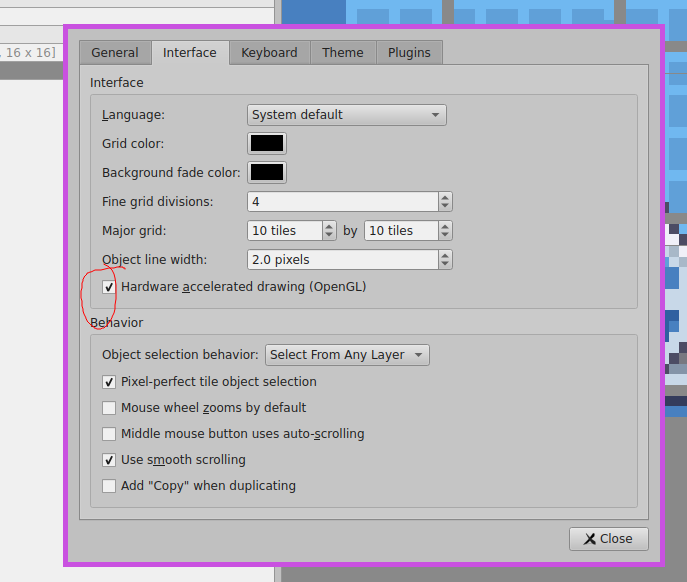 , 16 x 16]
General Interface Keyboard Theme Plugins
Interface
Language: System default
Grid color:
Background fade color:
Fine grid divisions: 4
Major grid: 10 tiles by 10 tiles
Object line width: 2.0 pixels
Hardware accelerated drawing (OpenGL)
Behavior
Object selection behavior: Select From Any Layer
Pixel-perfect tile object selection
Mouse wheel zooms by default
Middle mouse button uses auto-scrolling
Use smooth scrolling
Add "Copy" when duplicating
Close